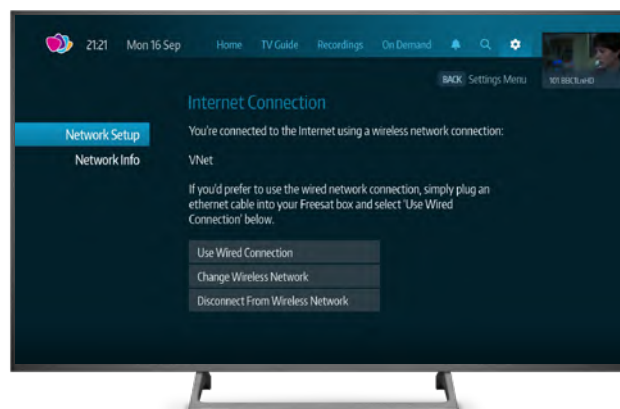 21:21 Mon 16 Sep Home TV Guide Recordings On Demand
BACK Settings Menu
Internet Connection
Network Setup
Network Info
You're connected to the Internet using a wireless network connection:
VNet
If you'd prefer to use the wired network connection, simply plug an
ethernet cable into your Freesat box and select 'Use Wired
Connection' below.
Use Wired Connection
Change Wireless Network
Disconnect From Wireless Network